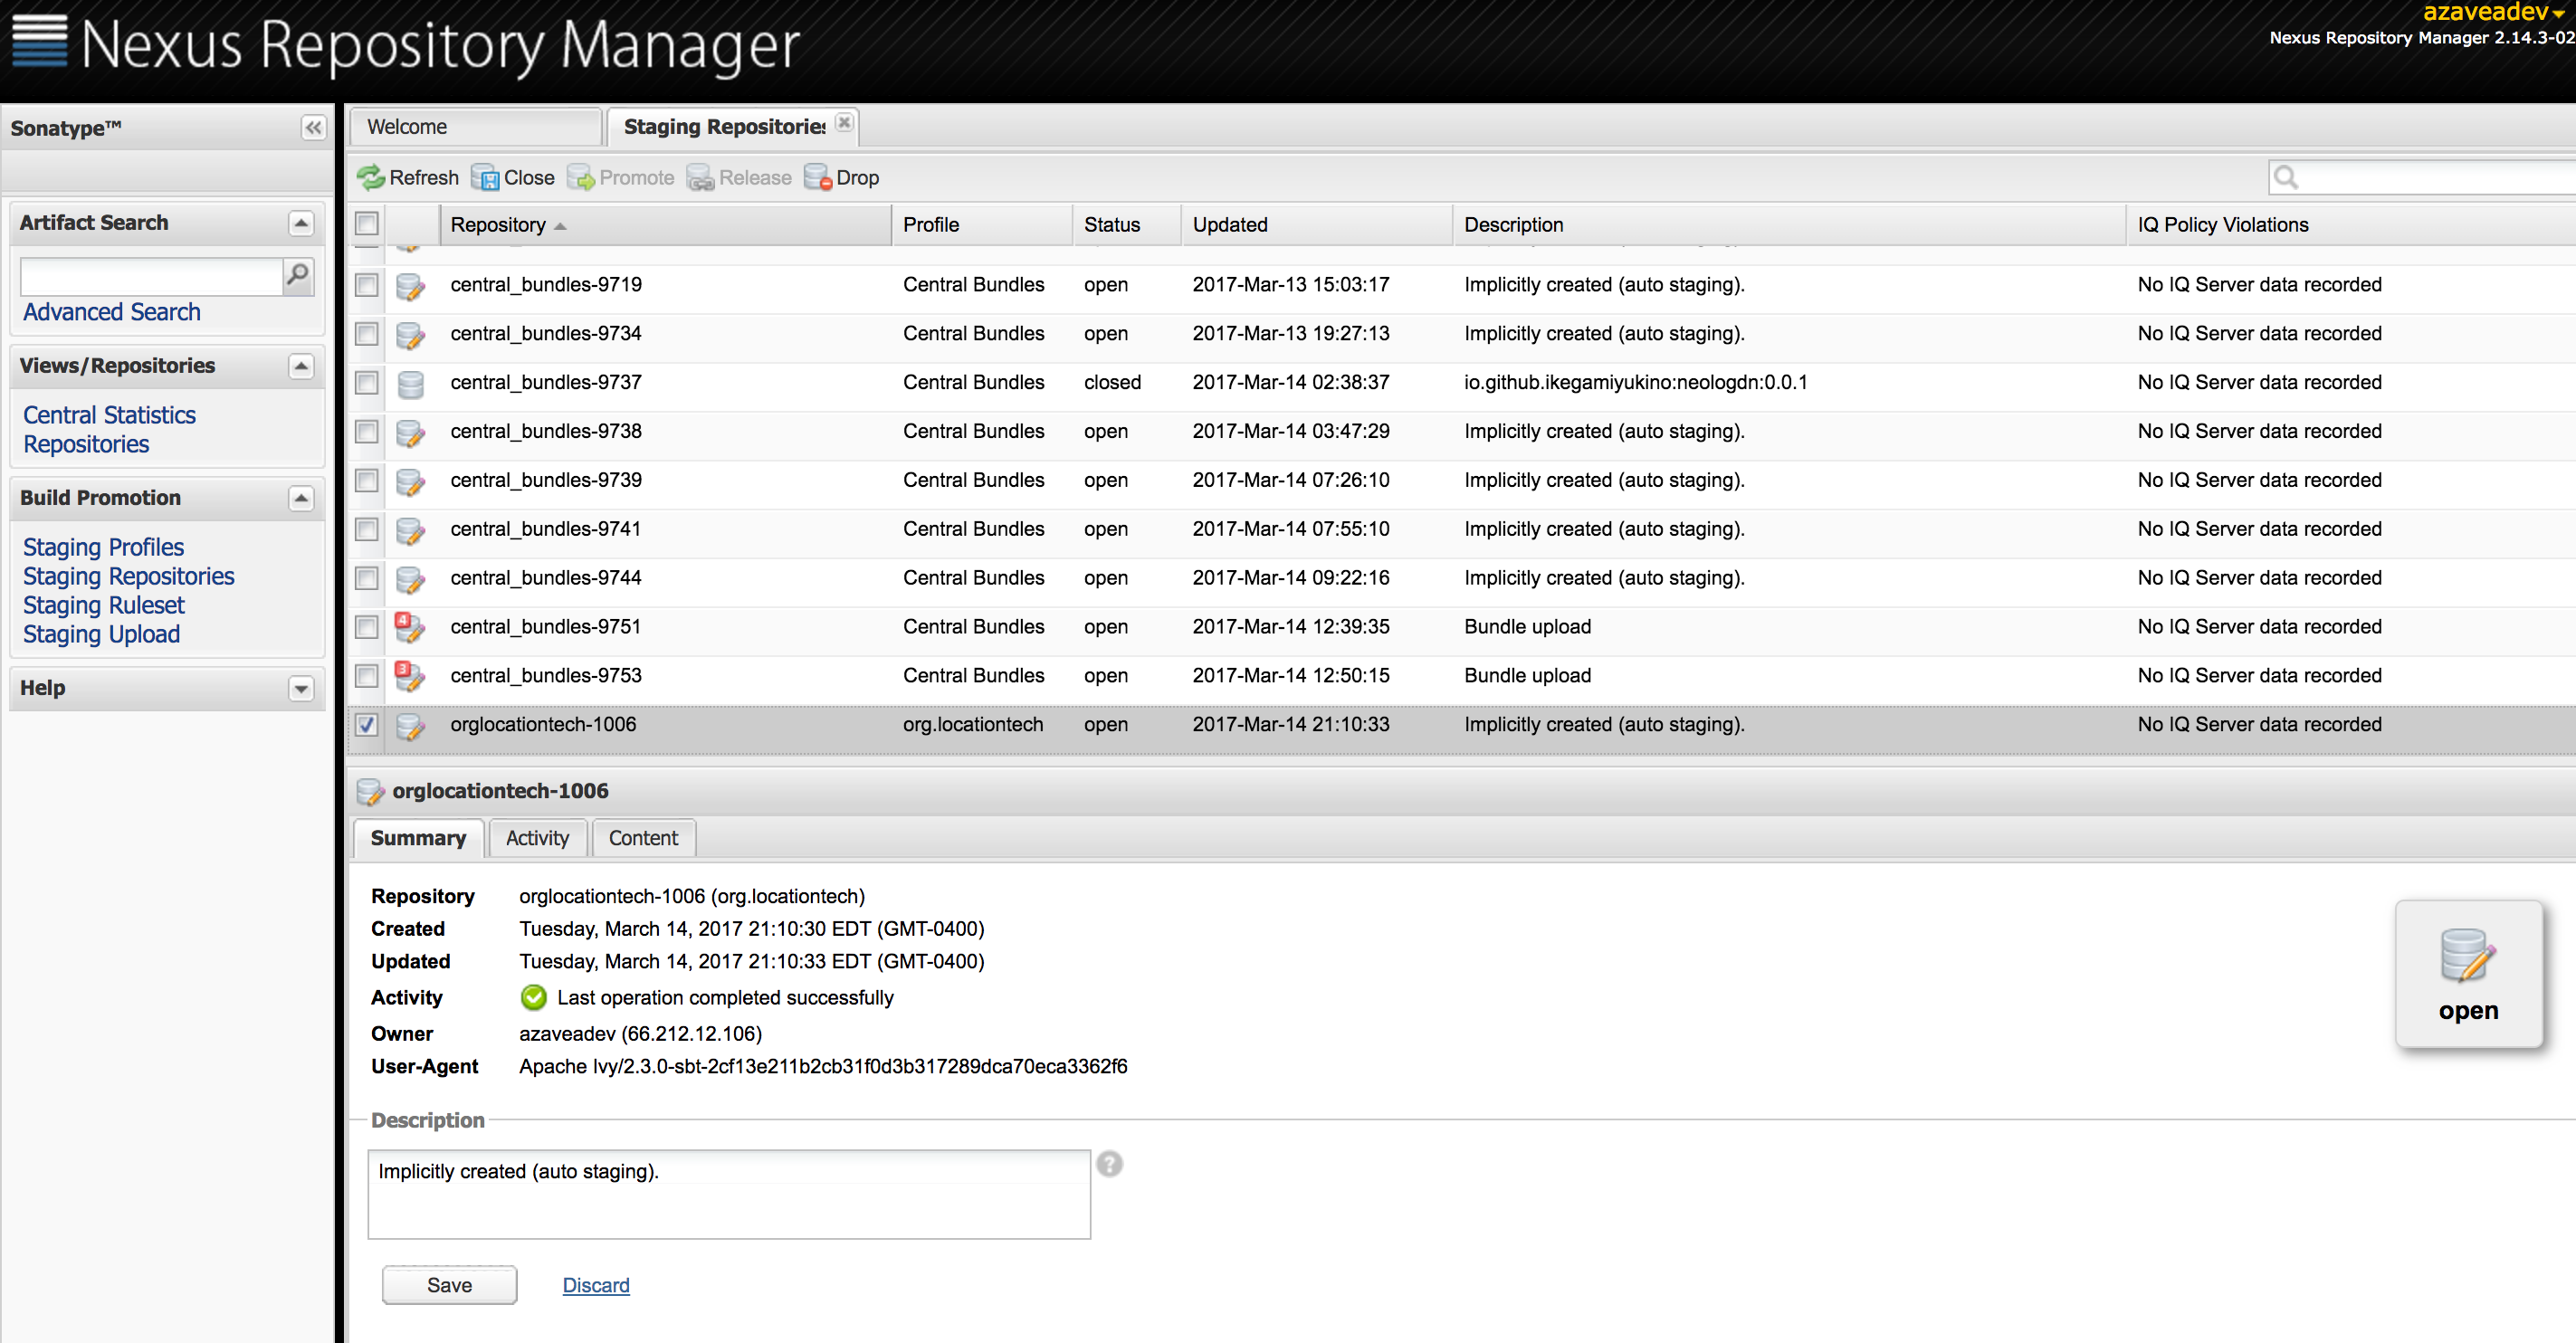 Nexus Repository Manager
azaveadev
Nexus Repository Manager 2.14.3-02
Sonatype™
Artifact Search
Advanced Search
Views/Repositories
Central Statistics
Repositories
Build Promotion
Staging Profiles
Staging Repositories
Staging Ruleset
Staging Upload
Help
Welcome
Staging Repositories
Refresh Close Promote Release Drop
Repository Profile Status Updated Description IQ Policy Violations
central_bundles-9719 Central Bundles open 2017-Mar-13 15:03:17 Implicitly created (auto staging). No IQ Server data recorded
central_bundles-9734 Central Bundles open 2017-Mar-13 19:27:13 Implicitly created (auto staging). No IQ Server data recorded
central_bundles-9737 Central Bundles closed 2017-Mar-14 02:38:37 io.github.ikegamiyukino:neologdn:0.0.1 No IQ Server data recorded
central_bundles-9738 Central Bundles open 2017-Mar-14 03:47:29 Implicitly created (auto staging). No IQ Server data recorded
central_bundles-9739 Central Bundles open 2017-Mar-14 07:26:10 Implicitly created (auto staging). No IQ Server data recorded
central_bundles-9741 Central Bundles open 2017-Mar-14 07:55:10 Implicitly created (auto staging). No IQ Server data recorded
central_bundles-9744 Central Bundles open 2017-Mar-14 09:22:16 Implicitly created (auto staging). No IQ Server data recorded
4 central_bundles-9751 Central Bundles open 2017-Mar-14 12:39:35 Bundle upload No IQ Server data recorded
3 central_bundles-9753 Central Bundles open 2017-Mar-14 12:50:15 Bundle upload No IQ Server data recorded
orglocationtech-1006 org.locationtech open 2017-Mar-14 21:10:33 Implicitly created (auto staging). No IQ Server data recorded
orglocationtech-1006
Summary Activity Content
Repository orglocationtech-1006 (org.locationtech)
Created Tuesday, March 14, 2017 21:10:30 EDT (GMT-0400)
Updated Tuesday, March 14, 2017 21:10:33 EDT (GMT-0400)
Activity Last operation completed successfully
Owner azaveadev (66.212.12.106)
User-Agent Apache Ivy/2.3.0-sbt-2cf13e211b2cb31f0d3b317289dca70eca3362f6
open
Description
Implicitly created (auto staging).
?
Save Discard